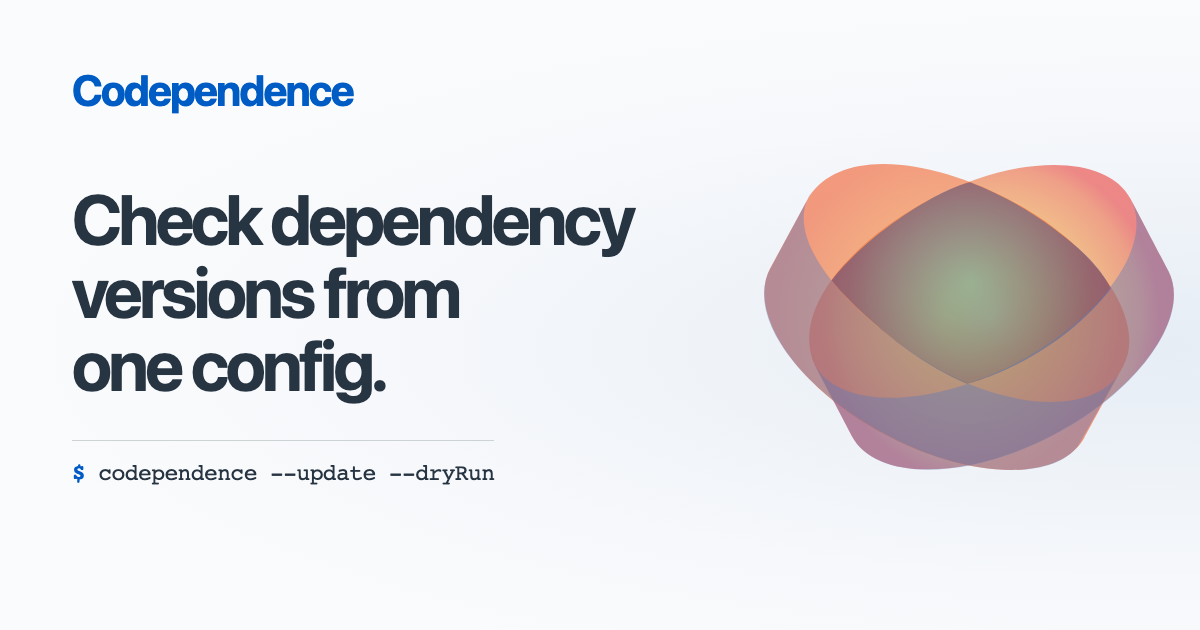 Codependence
Check dependency
versions from
one config.
$ codependence --update --dryRun